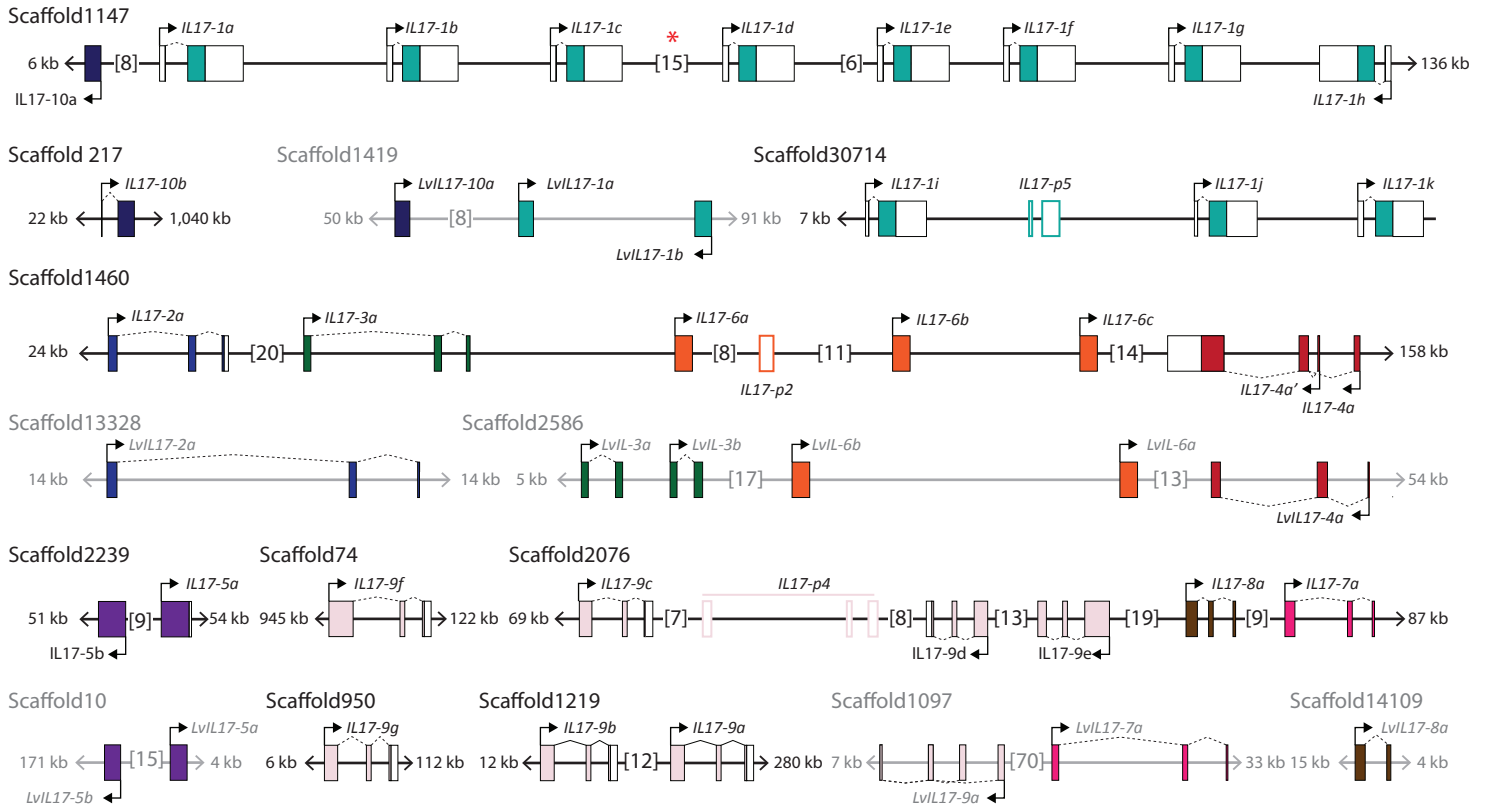 Scaffold1147
IL17-1a IL17-1b IL17-1c * IL17-1d IL17-1e IL17-1f IL17-1g
6 kb [8] [15] [6] 136 kb
IL17-10a IL17-1h
Scaffold 217 Scaffold1419 Scaffold30714
IL17-10b LvIL17-10a LvIL17-1a IL17-1i IL17-p5 IL17-1j IL17-1k
22 kb 1,040 kb 50 kb [8] 91 kb 7 kb
LvIL17-1b
Scaffold1460
IL17-2a IL17-3a IL17-6a IL17-6b IL17-6c
24 kb [20] [8] [11] [14] 158 kb
IL17-p2 IL17-4a’
IL17-4a
Scaffold13328 Scaffold2586
LvIL17-2a LvIL-3a LvIL-3b LvIL-6b LvIL-6a
14 kb 14 kb 5 kb [17] [13] 54 kb
LvIL17-4a
Scaffold2239 Scaffold74 Scaffold2076
IL17-5a IL17-9f IL17-9c IL17-p4 IL17-8a IL17-7a
51 kb [9] 54 kb 945 kb 122 kb 69 kb [7] [8] [13] [19] [9] 87 kb
IL17-5b IL17-9d IL17-9e
Scaffold10 Scaffold950 Scaffold1219 Scaffold1097 Scaffold14109
LvIL17-5a IL17-9g IL17-9b IL17-9a LvIL17-7a LvIL17-8a
171 kb [15] 4 kb 6 kb 112 kb 12 kb [12] 280 kb 7 kb [70] 33 kb 15 kb 4 kb
LvIL17-5b LvIL17-9a